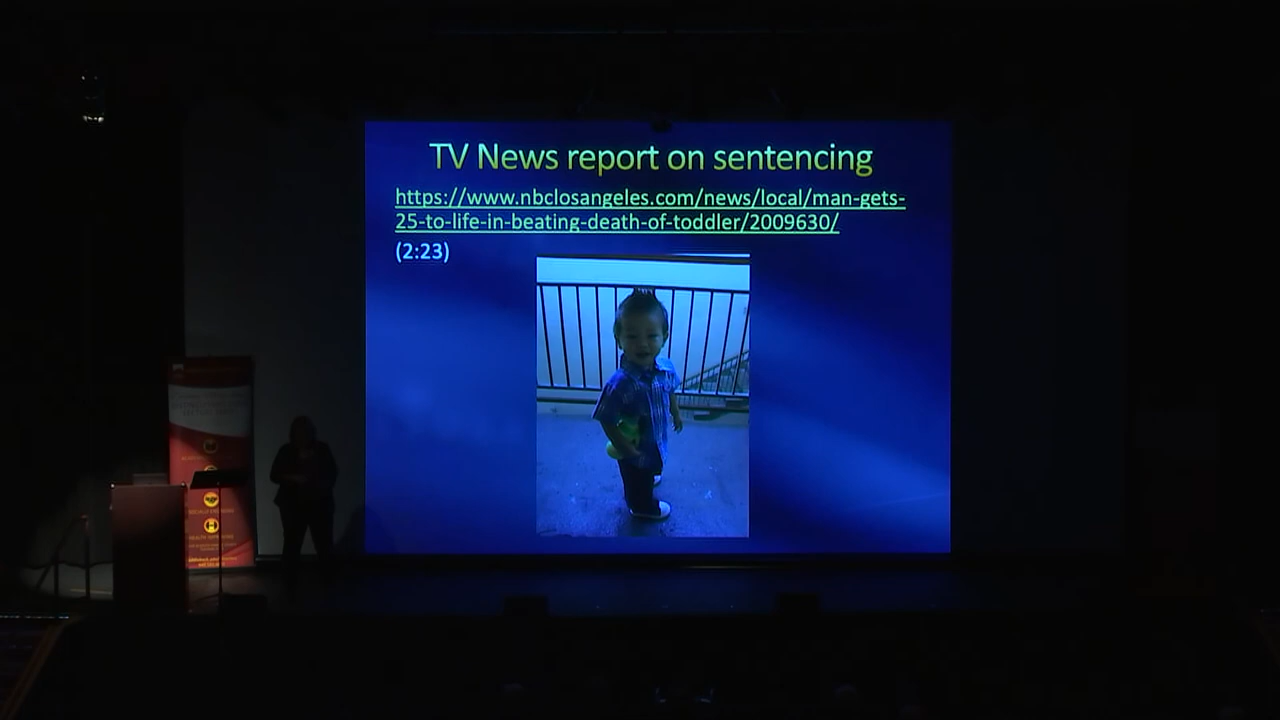 TV News report on sentencing
https://www.nbclosangeles.com/news/local/man-gets-
25-to-life-in-beating-death-of-toddler/2009630/
(2:23)